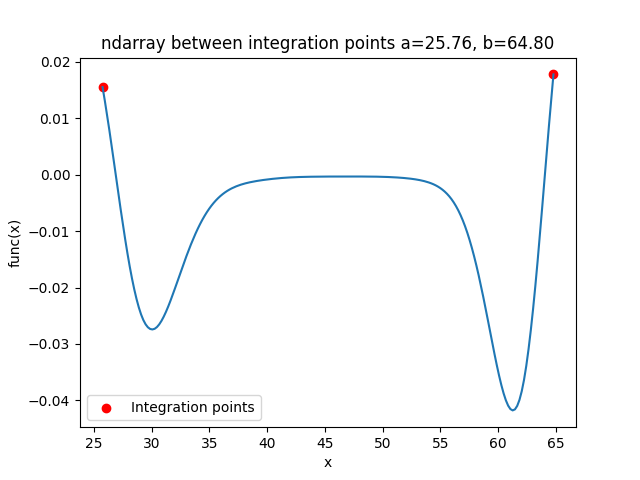 ndarray between integration points a=25.76, b=64.80
func(x)
0.02
0.01
0.00
−0.01
−0.02
−0.03
−0.04
Integration points
25 30 35 40 45 50 55 60 65
x